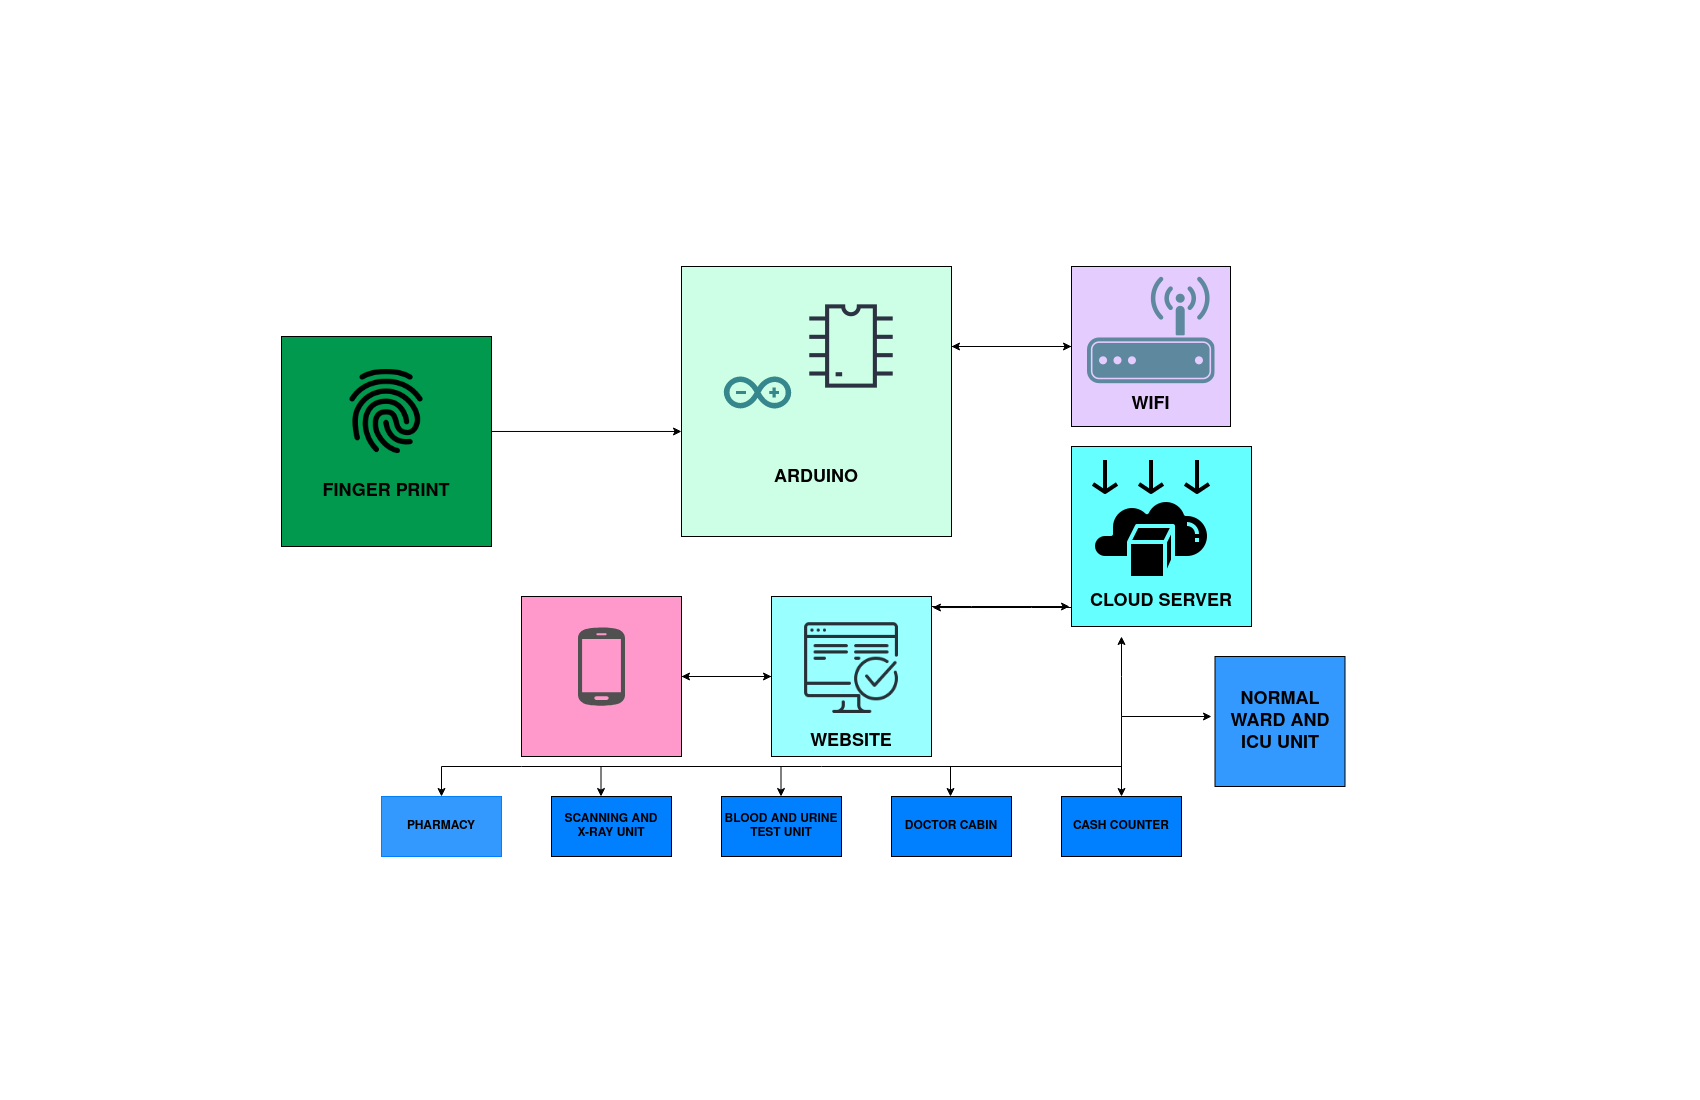 FINGER PRINT
ARDUINO
WIFI
CLOUD SERVER
WEBSITE
NORMAL
WARD AND
ICU UNIT
PHARMACY
SCANNING AND
X-RAY UNIT
BLOOD AND URINE
TEST UNIT
DOCTOR CABIN
CASH COUNTER